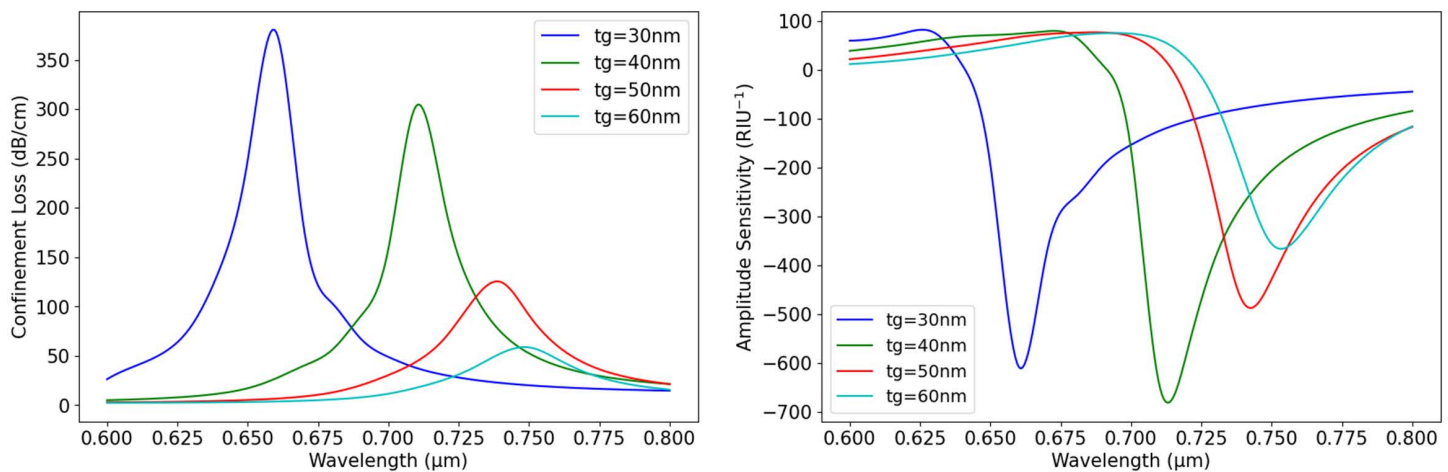 Confinement Loss (dB/cm)
350
300
250
200
150
100
50
0
tg=30nm
tg=40nm
tg=50nm
tg=60nm
0.600 0.625 0.650 0.675 0.700 0.725 0.750 0.775 0.800
Wavelength (μm)
Amplitude Sensitivity (RIU⁻¹)
100
0
−100
−200
−300
−400
−500
−600
−700
tg=30nm
tg=40nm
tg=50nm
tg=60nm
0.600 0.625 0.650 0.675 0.700 0.725 0.750 0.775 0.800
Wavelength (μm)